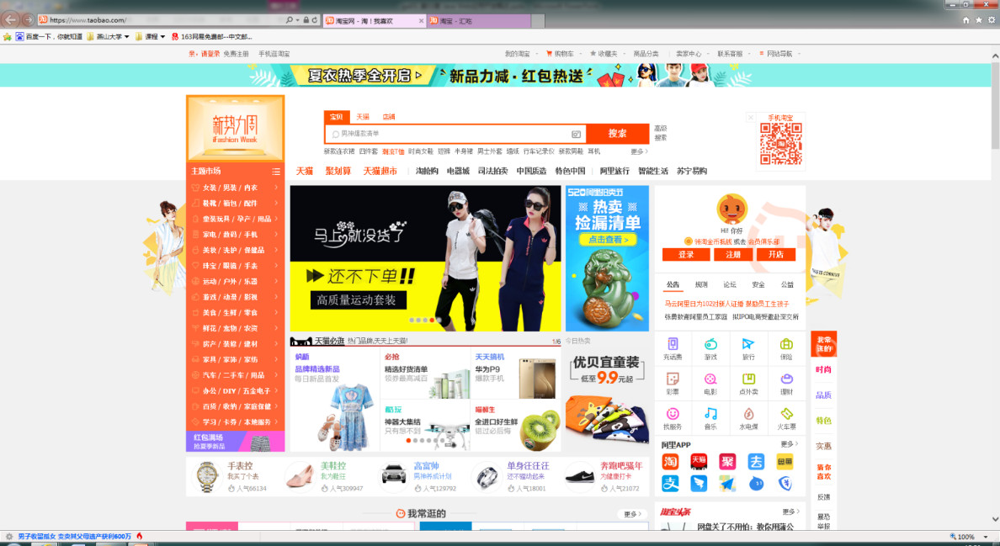 https://www.taobao.com/
淘宝网 - 淘！我喜欢
淘宝 - 汇吃
百度一下，你就知道 燕山大学 课程 163网易免费邮--中文邮...
亲，请登录 免费注册 手机逛淘宝
我的淘宝 购物车 收藏夹 商品分类 卖家中心 联系客服 网站导航
夏衣热季全开启
新品力减·红包热送
新势力周
iFashion Week
宝贝 天猫 店铺
男神爆款清单
搜索
高级
搜索
手机淘宝
新款连衣裙 四件套 潮流T恤 时尚女鞋 短裤 半身裙 男士外套 墙纸 行车记录仪 新款男鞋 耳机
更多
天猫 聚划算 天猫超市 淘抢购 电器城 司法拍卖 中国质造 特色中国 阿里旅行 智能生活 苏宁易购
主题市场
女装 / 男装 / 内衣
鞋靴 / 箱包 / 配件
童装玩具 / 孕产 / 用品
家电 / 数码 / 手机
美妆 / 洗护 / 保健品
珠宝 / 眼镜 / 手表
运动 / 户外 / 乐器
游戏 / 动漫 / 影视
美食 / 生鲜 / 零食
鲜花 / 宠物 / 农资
房产 / 装修 / 建材
家具 / 家饰 / 家纺
汽车 / 二手车 / 用品
办公 / DIY / 五金电子
百货 / 收纳 / 家庭保健
学习 / 卡券 / 本地服务
红包满场
抢夏季新品
马上就没货了
还不下单!!
高质量运动套装
520阿里拍卖节
热卖
捡漏清单
点击查看 >
Hi! 你好
领淘金币抵钱 或去 会员俱乐部
登录 注册 开店
公告 规则 论坛 安全 公益
马云阿里日为102对新人证婚 奖励员工生孩子
张勇致谢阿里员工家庭 拟IPO电商受邀赴深交所
天猫必逛 热门品牌,天天上天猫!
1/6
今日热卖
品牌精选新品
每日新品首发
必抢
精选好货清单
领券最高减百
天天搞机
华为P9
爆款手机
酷玩
神器大集结
只有想不到
喵鲜生
全进口好生鲜
错过必后悔
优贝宜童装
低至9.9元起
充话费 游戏 旅行 保险
彩票 电影 点外卖 理财
找服务 音乐 水电煤 火车票
阿里APP
更多
我常
逛的
时尚
品质
特色
实惠
猜你
喜欢
反馈
暑恐
举报
手表控
我买了个表
人气66134
美鞋控
我为鞋狂
人气309947
高富帅
男神养成计划
人气129792
单身汪汪汪
还不骚动起来
人气18001
奔跑吧骚年
为健康打卡
人气21072
我常逛的
更多
淘宝头条
更多
网盘关了不用怕：教你用蒲公
男子收留孤女 变卖其父母遗产获利600万
100%